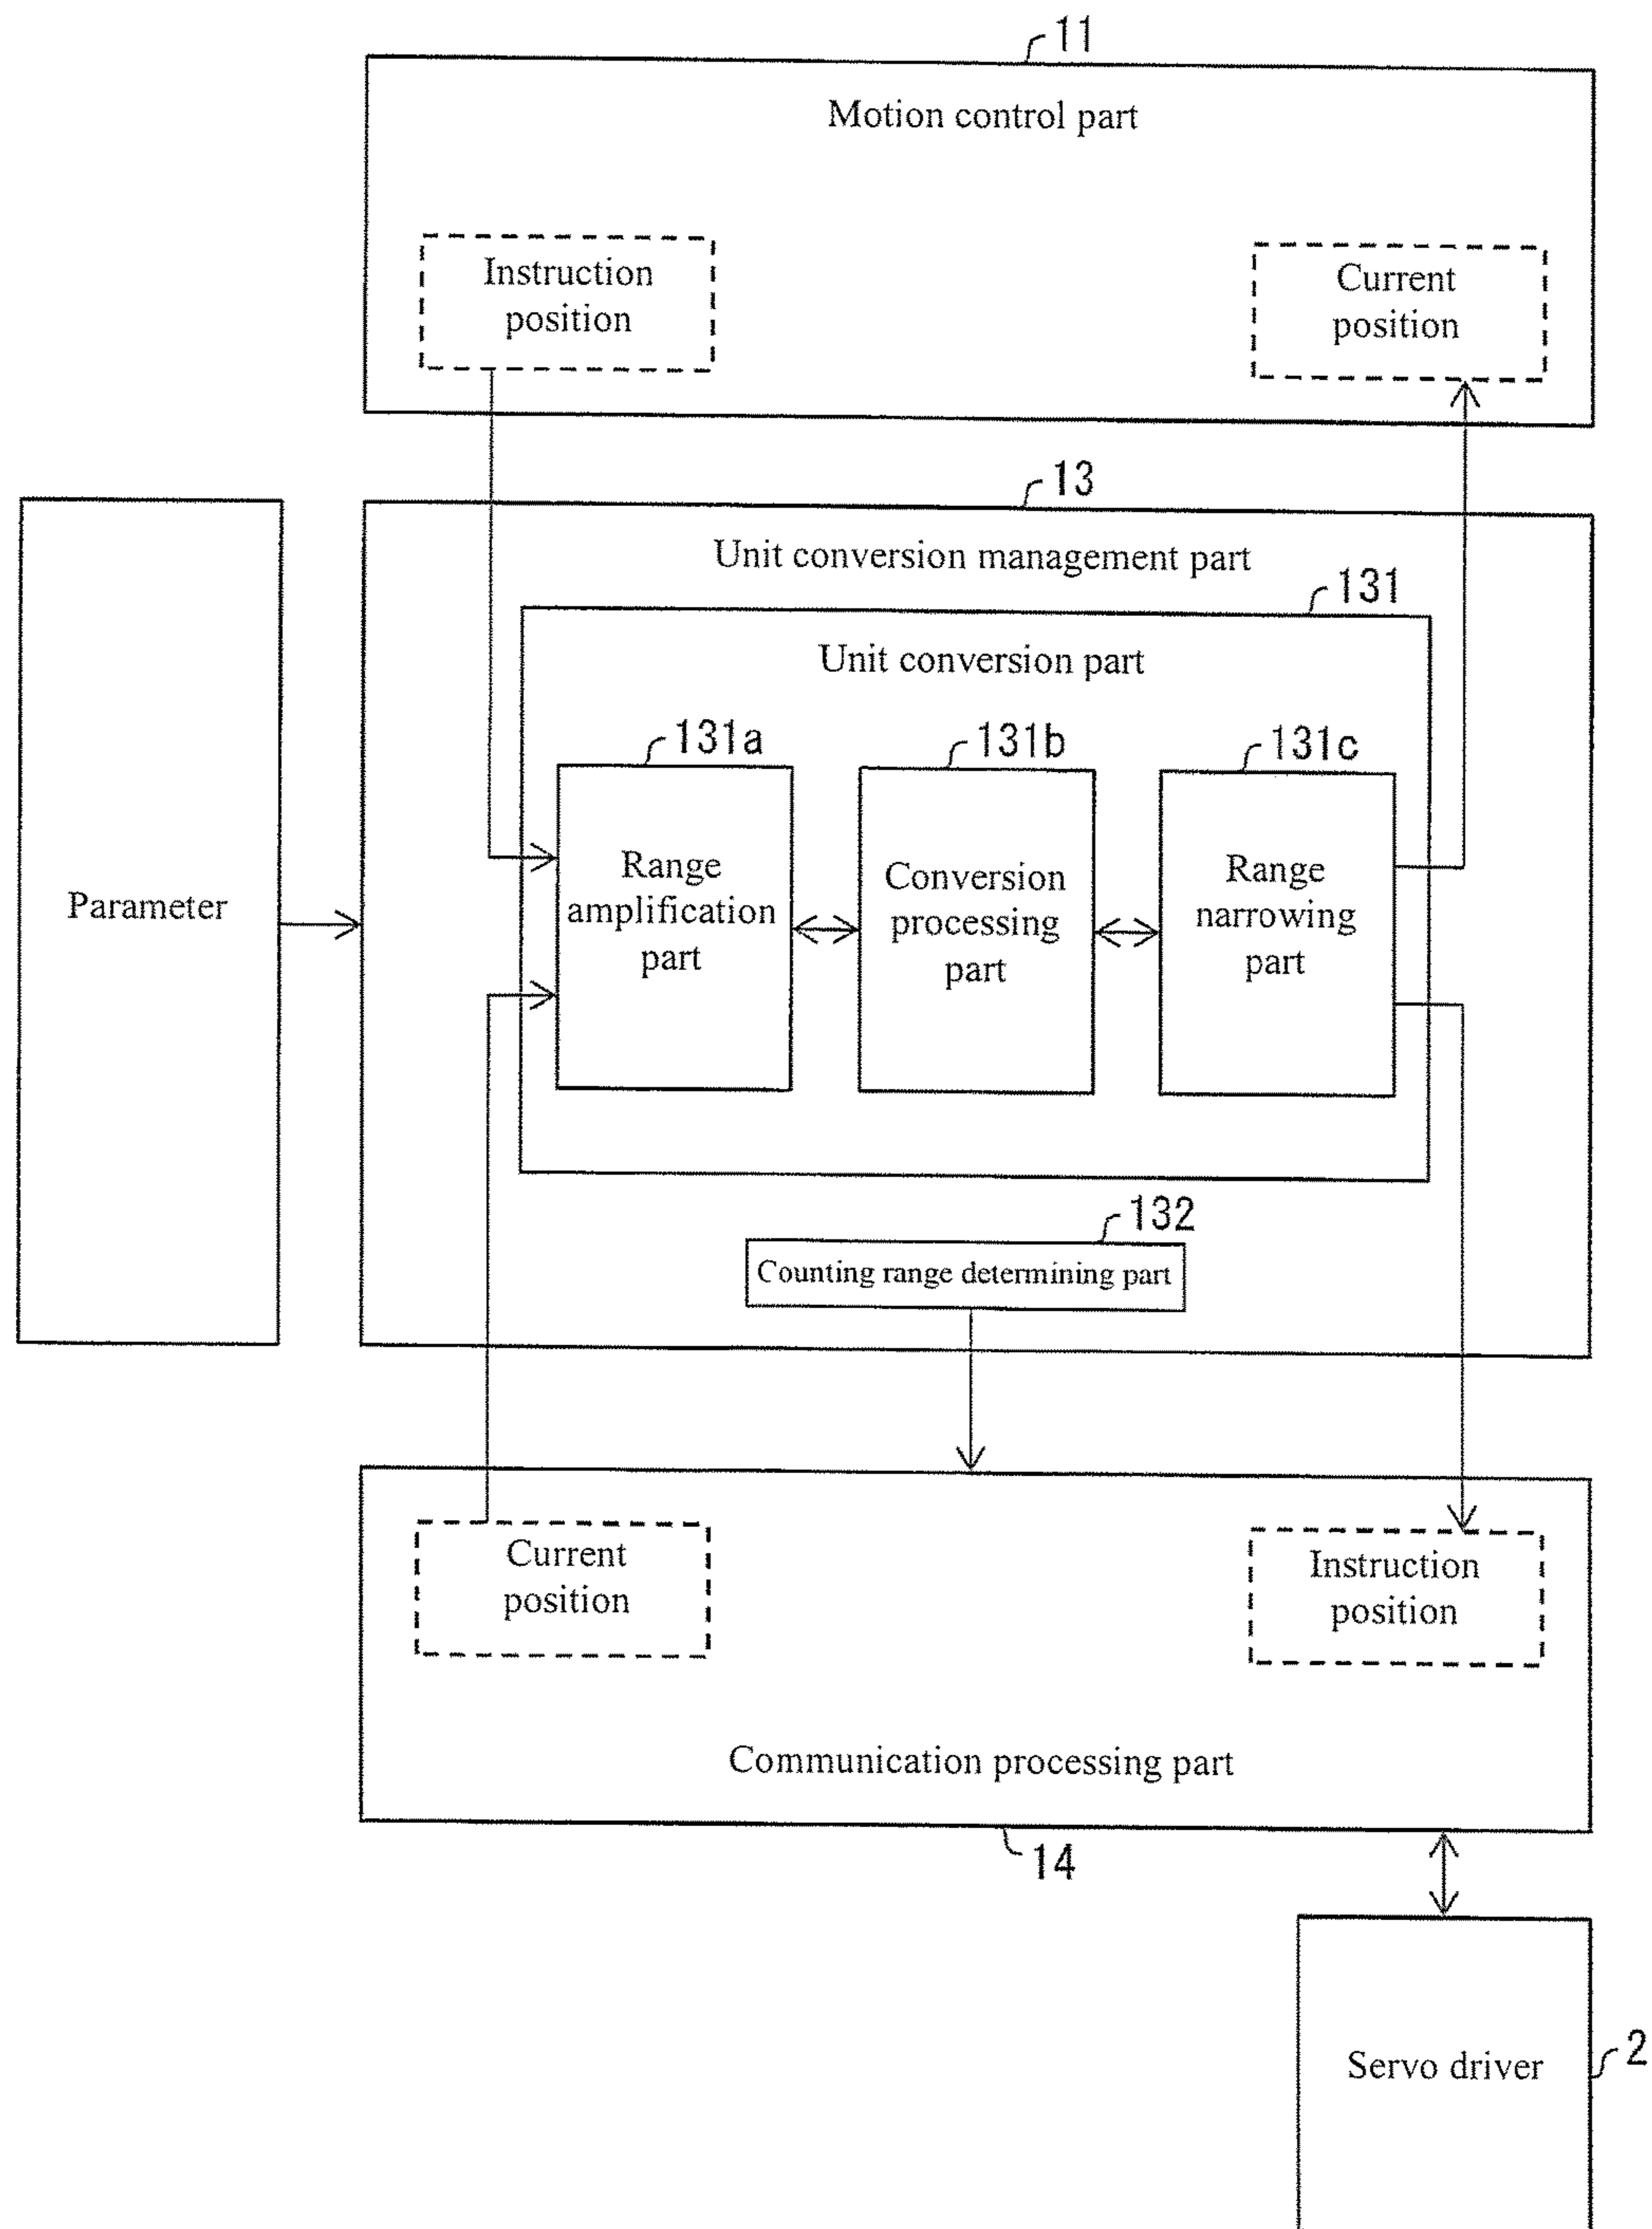 11
Motion control part
Instruction
position
Current
position
13
Unit conversion management part
131
Unit conversion part
131a
131b
131c
Parameter
Range
amplification
part
Conversion
processing
part
Range
narrowing
part
132
Counting range determining part
Current
position
Instruction
position
Communication processing part
14
Servo driver
2